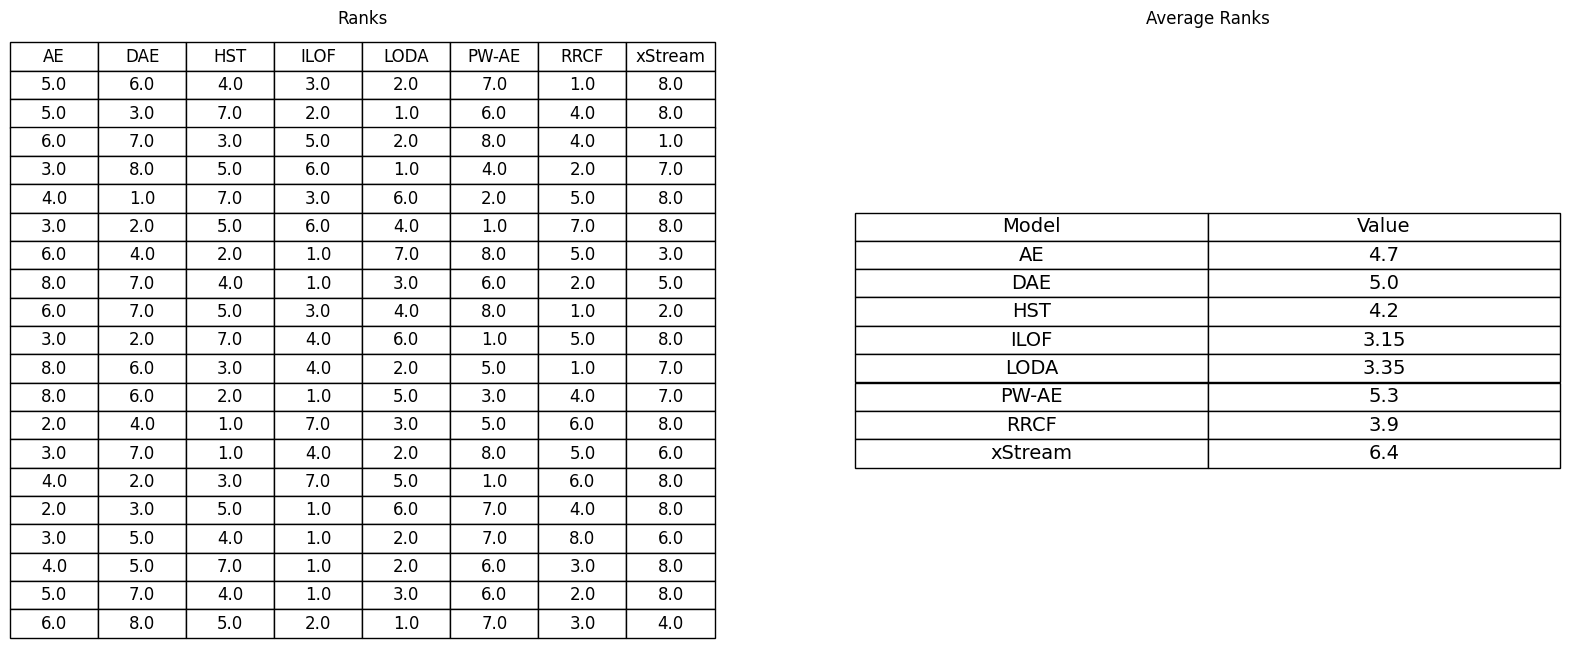 Ranks
AE DAE HST ILOF LODA PW-AE RRCF xStream
5.0 6.0 4.0 3.0 2.0 7.0 1.0 8.0
5.0 3.0 7.0 2.0 1.0 6.0 4.0 8.0
6.0 7.0 3.0 5.0 2.0 8.0 4.0 1.0
3.0 8.0 5.0 6.0 1.0 4.0 2.0 7.0
4.0 1.0 7.0 3.0 6.0 2.0 5.0 8.0
3.0 2.0 5.0 6.0 4.0 1.0 7.0 8.0
6.0 4.0 2.0 1.0 7.0 8.0 5.0 3.0
8.0 7.0 4.0 1.0 3.0 6.0 2.0 5.0
6.0 7.0 5.0 3.0 4.0 8.0 1.0 2.0
3.0 2.0 7.0 4.0 6.0 1.0 5.0 8.0
8.0 6.0 3.0 4.0 2.0 5.0 1.0 7.0
8.0 6.0 2.0 1.0 5.0 3.0 4.0 7.0
2.0 4.0 1.0 7.0 3.0 5.0 6.0 8.0
3.0 7.0 1.0 4.0 2.0 8.0 5.0 6.0
4.0 2.0 3.0 7.0 5.0 1.0 6.0 8.0
2.0 3.0 5.0 1.0 6.0 7.0 4.0 8.0
3.0 5.0 4.0 1.0 2.0 7.0 8.0 6.0
4.0 5.0 7.0 1.0 2.0 6.0 3.0 8.0
5.0 7.0 4.0 1.0 3.0 6.0 2.0 8.0
6.0 8.0 5.0 2.0 1.0 7.0 3.0 4.0
Average Ranks
Model Value
AE 4.7
DAE 5.0
HST 4.2
ILOF 3.15
LODA 3.35
PW-AE 5.3
RRCF 3.9
xStream 6.4